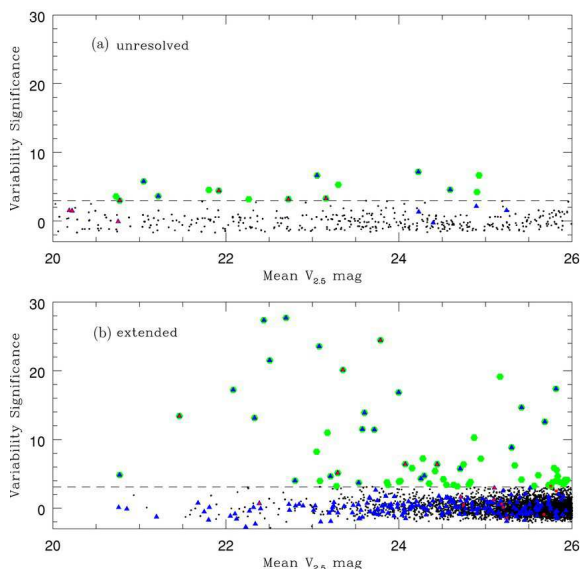 30
(a) unresolved
20
10
0
Variability Significance
20 22 24 26
Mean V2.5 mag
30
(b) extended
20
10
0
Variability Significance
20 22 24 26
Mean V2.5 mag